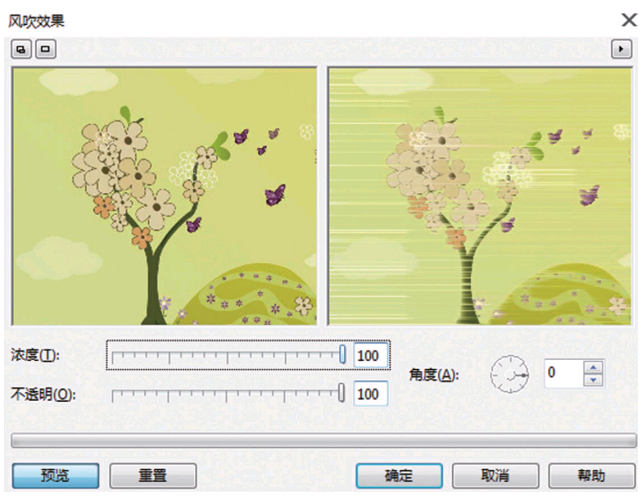 风吹效果
浓度(T):
100
不透明(O):
100
角度(A):
0
预览
重置
确定
取消
帮助